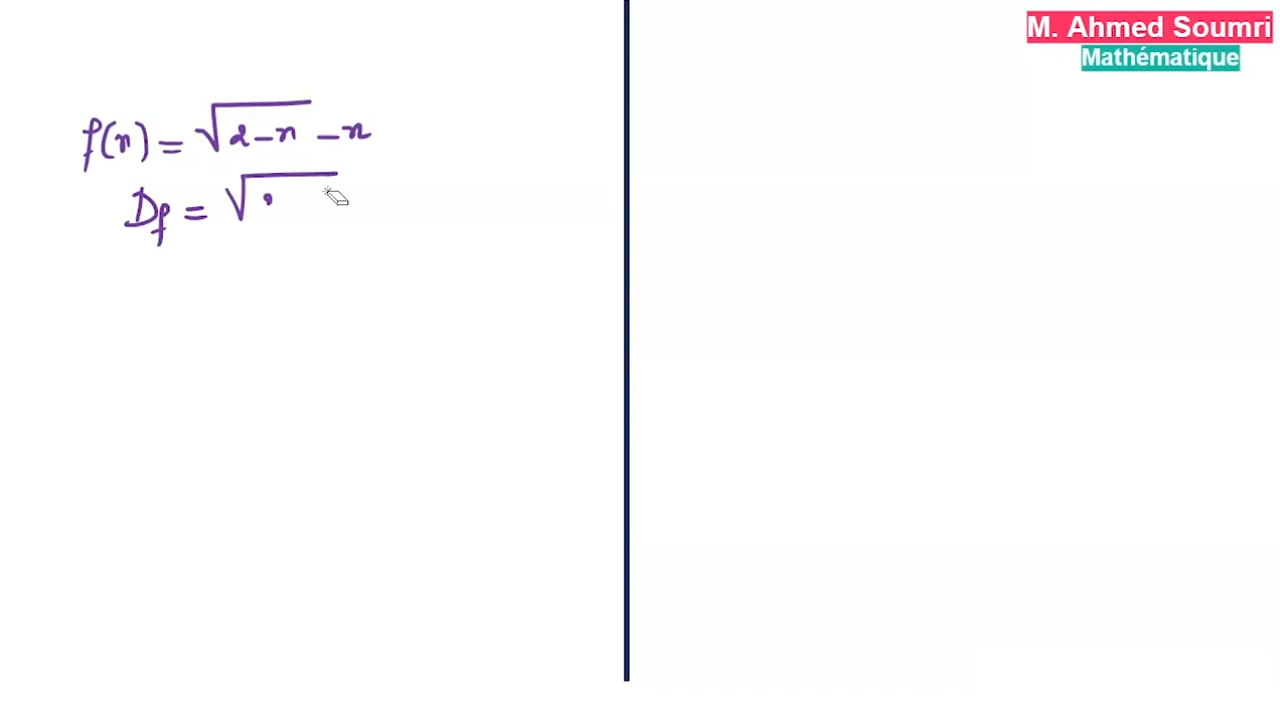 M. Ahmed Soumri
Mathématique
f(x) = √(2-x) - x
Df = √